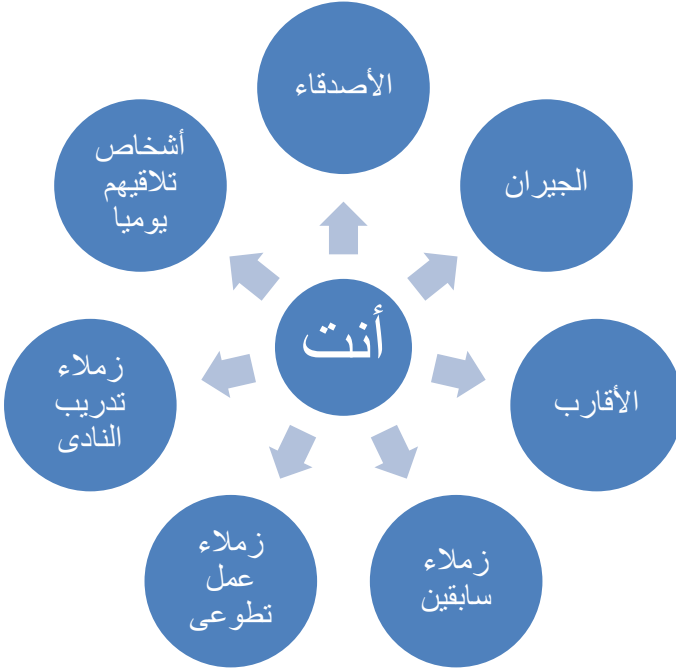 الأصدقاء
الجيران
الأقارب
زملاء
سابقين
زملاء
عمل
تطوعى
زملاء
تدريب
النادى
أشخاص
تلاقيهم
يوميا
أنت